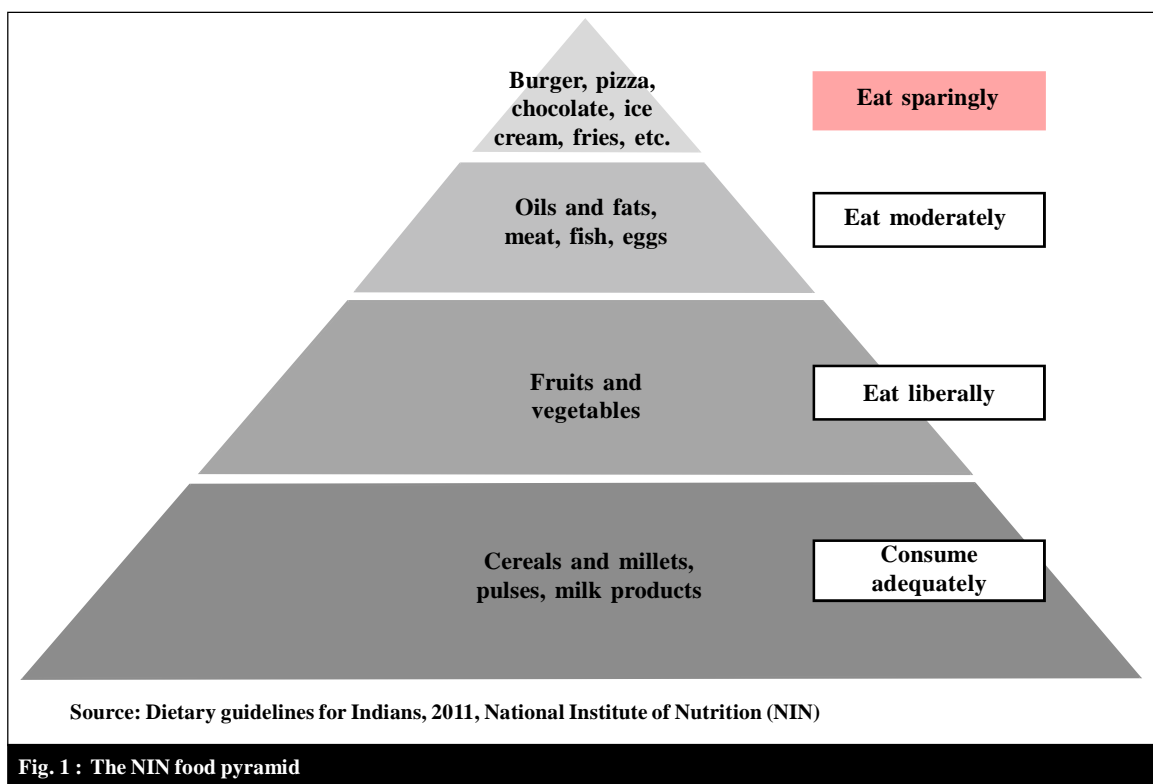 Burger, pizza,
chocolate, ice
cream, fries, etc.
Eat sparingly
Oils and fats,
meat, fish, eggs
Eat moderately
Fruits and
vegetables
Eat liberally
Cereals and millets,
pulses, milk products
Consume
adequately
Source: Dietary guidelines for Indians, 2011, National Institute of Nutrition (NIN)
Fig. 1 : The NIN food pyramid